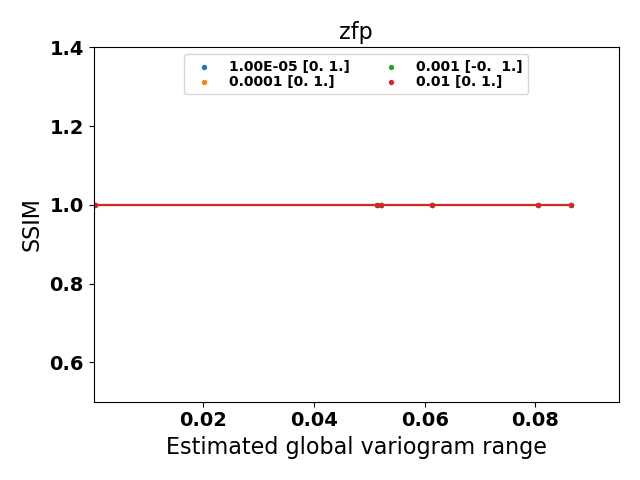 zfp
1.00E-05 [0. 1.]
0.0001 [0. 1.]
0.001 [-0.  1.]
0.01 [0. 1.]
1.4
1.2
1.0
0.8
0.6
SSIM
0.02 0.04 0.06 0.08
Estimated global variogram range